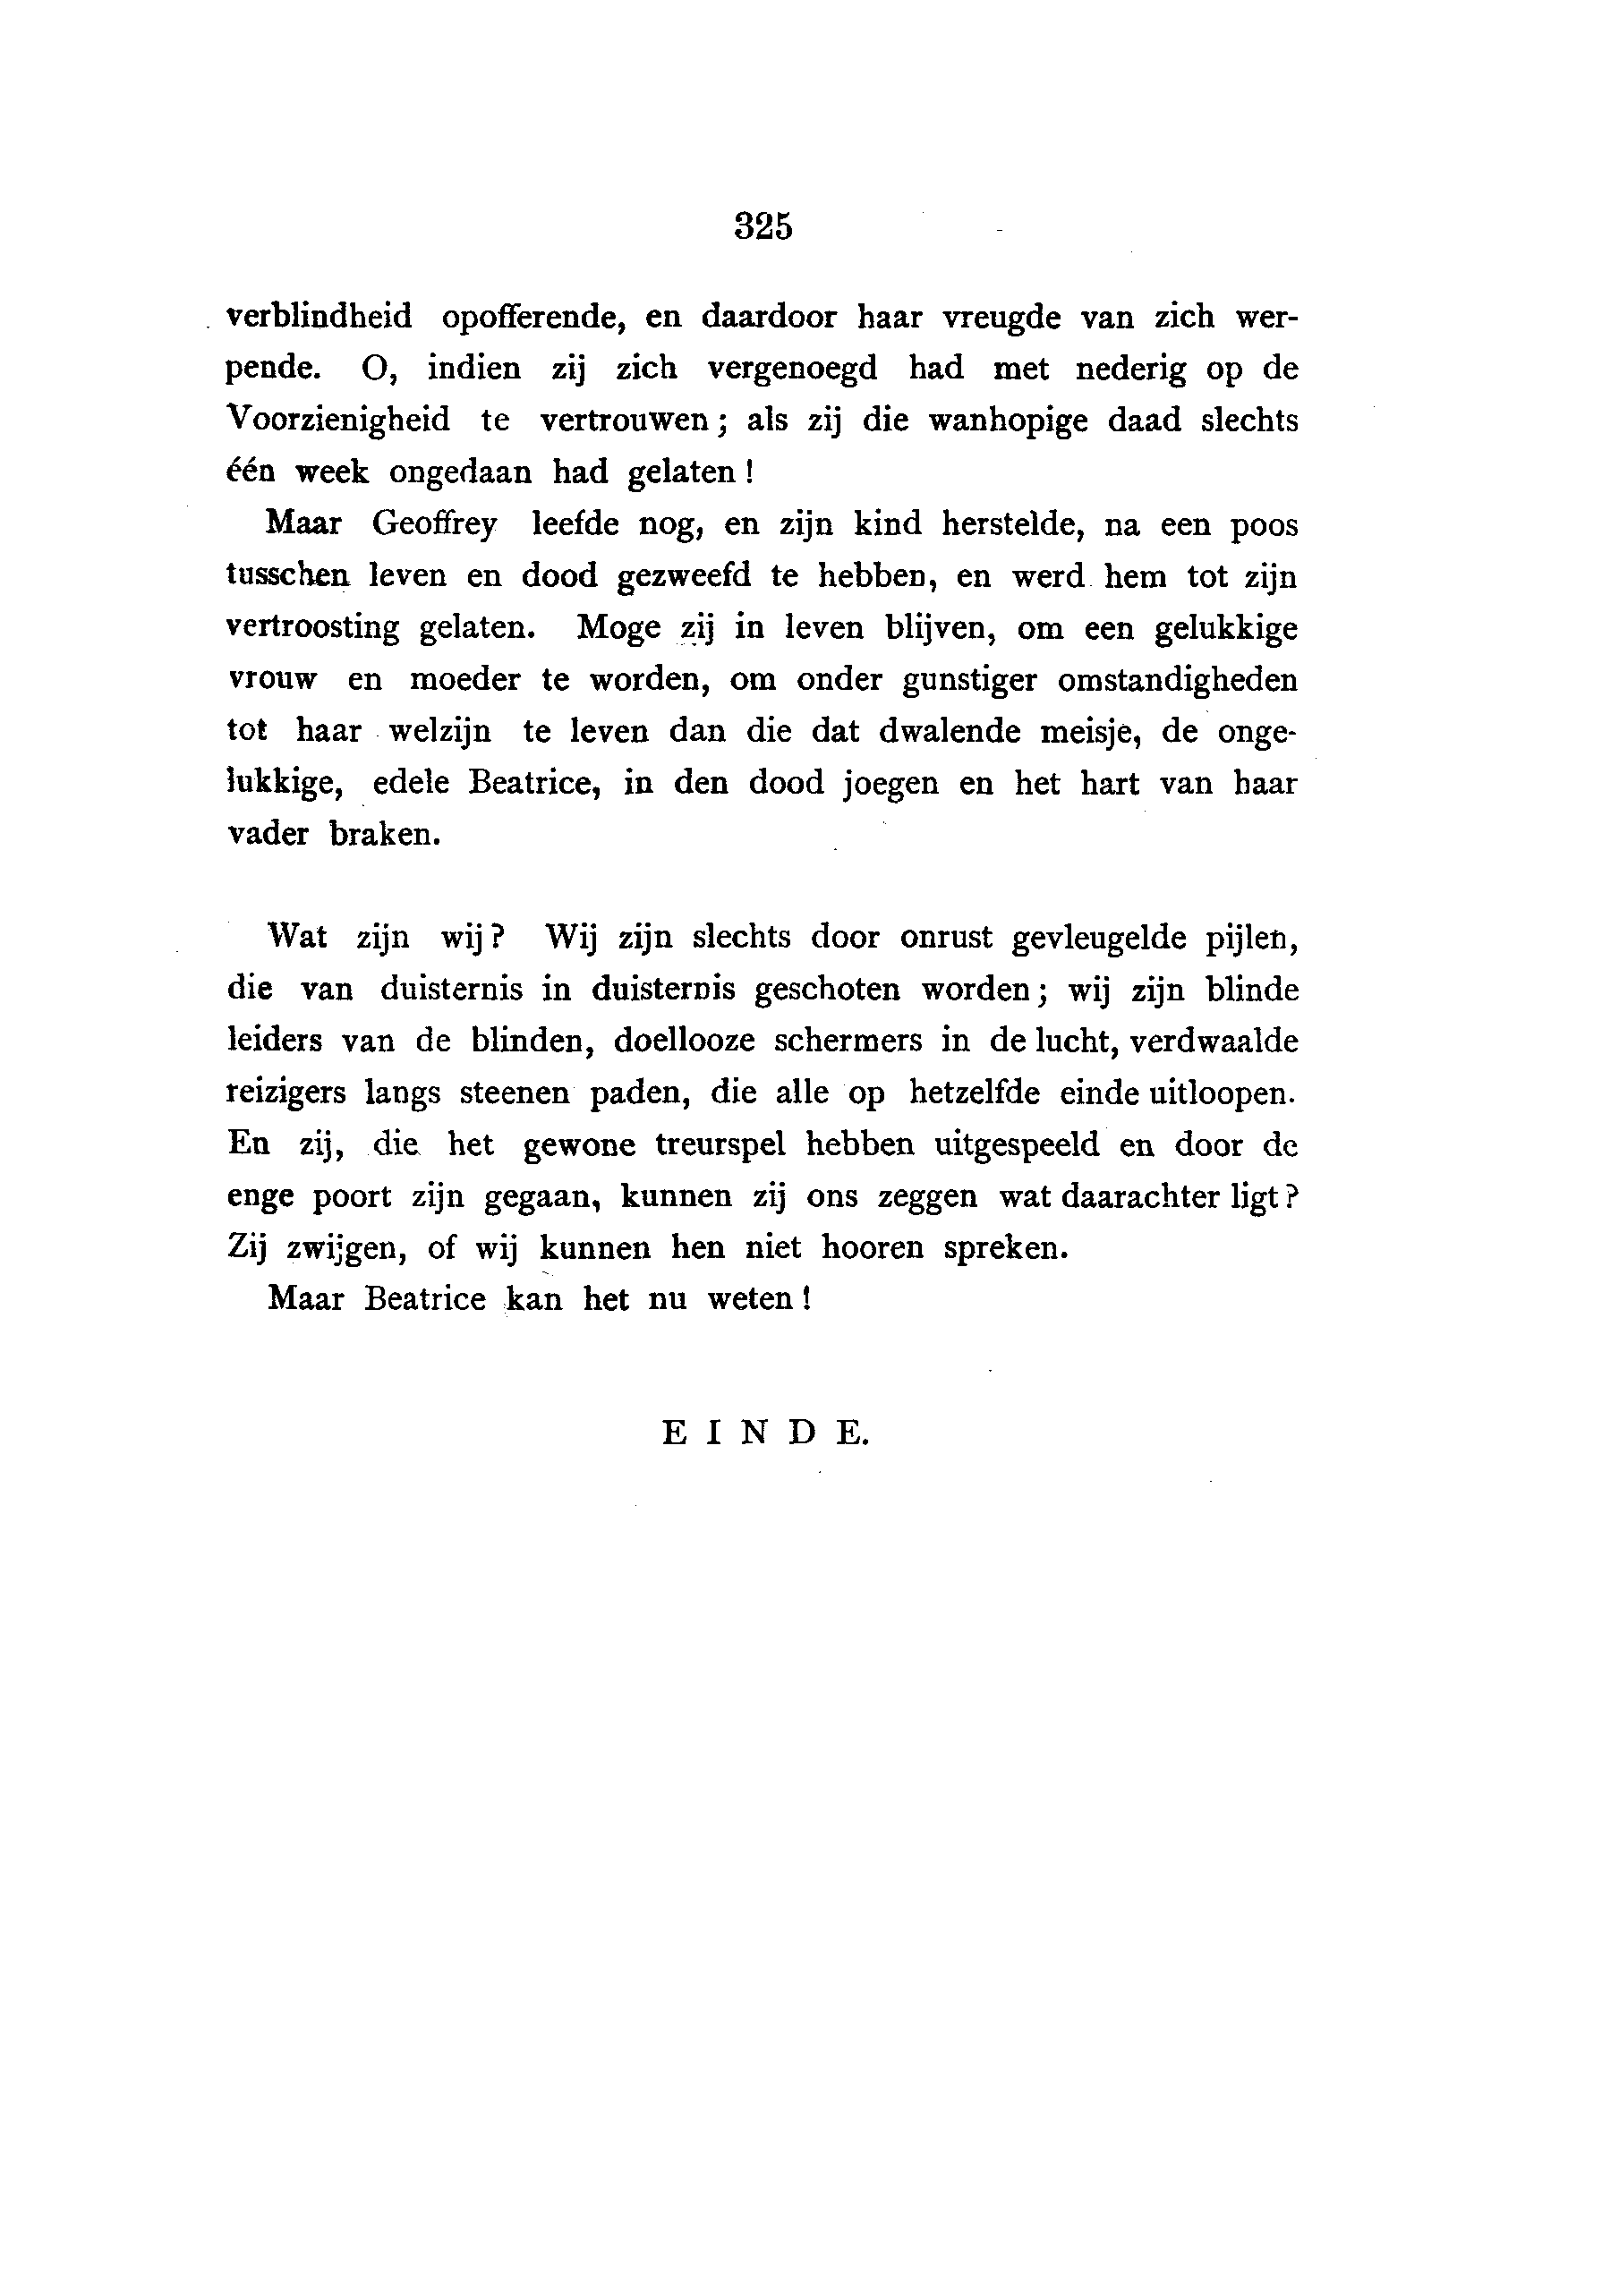 325
verblindheid opofferende, en daardoor haar vreugde van zich wer-
pende. O, indien zij zich vergenoegd had met nederig op de
Voorzienigheid te vertrouwen; als zij die wanhopige daad slechts
één week ongedaan had gelaten!
Maar Geoffrey leefde nog, en zijn kind herstelde, na een poos
tusschen leven en dood gezweefd te hebben, en werd hem tot zijn
vertroosting gelaten. Moge zij in leven blijven, om een gelukkige
vrouw en moeder te worden, om onder gunstiger omstandigheden
tot haar welzijn te leven dan die dat dwalende meisje, de onge-
lukkige, edele Beatrice, in den dood joegen en het hart van haar
vader braken.
Wat zijn wij? Wij zijn slechts door onrust gevleugelde pijlen,
die van duisternis in duisternis geschoten worden; wij zijn blinde
leiders van de blinden, doellooze schermers in de lucht, verdwaalde
reizigers langs steenen paden, die alle op hetzelfde einde uitloopen.
En zij, die het gewone treurspel hebben uitgespeeld en door de
enge poort zijn gegaan, kunnen zij ons zeggen wat daarachter ligt?
Zij zwijgen, of wij kunnen hen niet hooren spreken.
Maar Beatrice kan het nu weten!
EINDE.